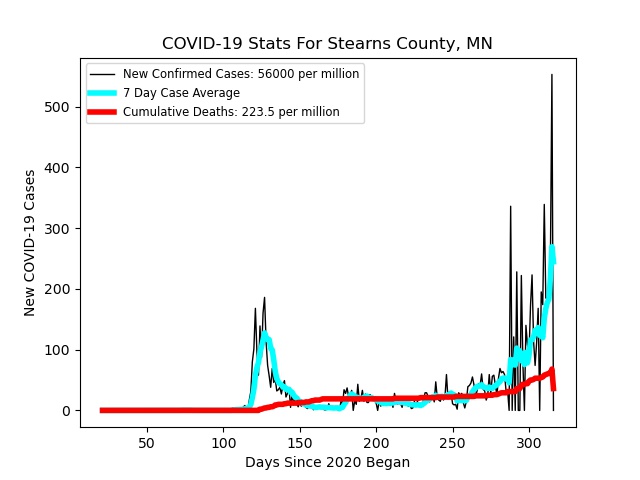 COVID-19 Stats For Stearns County, MN
New Confirmed Cases: 56000 per million
7 Day Case Average
Cumulative Deaths: 223.5 per million
New COVID-19 Cases
500
400
300
200
100
0
50 100 150 200 250 300
Days Since 2020 Began